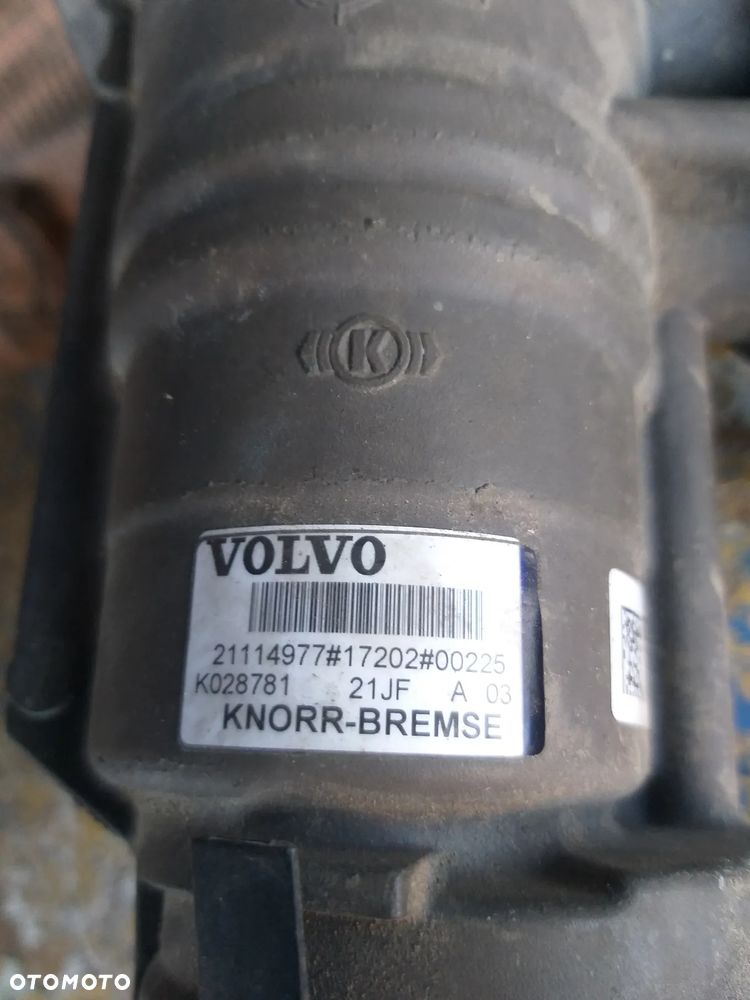 K
VOLVO
21114977#17202#00225
K028781 21JF A 03
KNORR-BREMSE
OTOMOTO